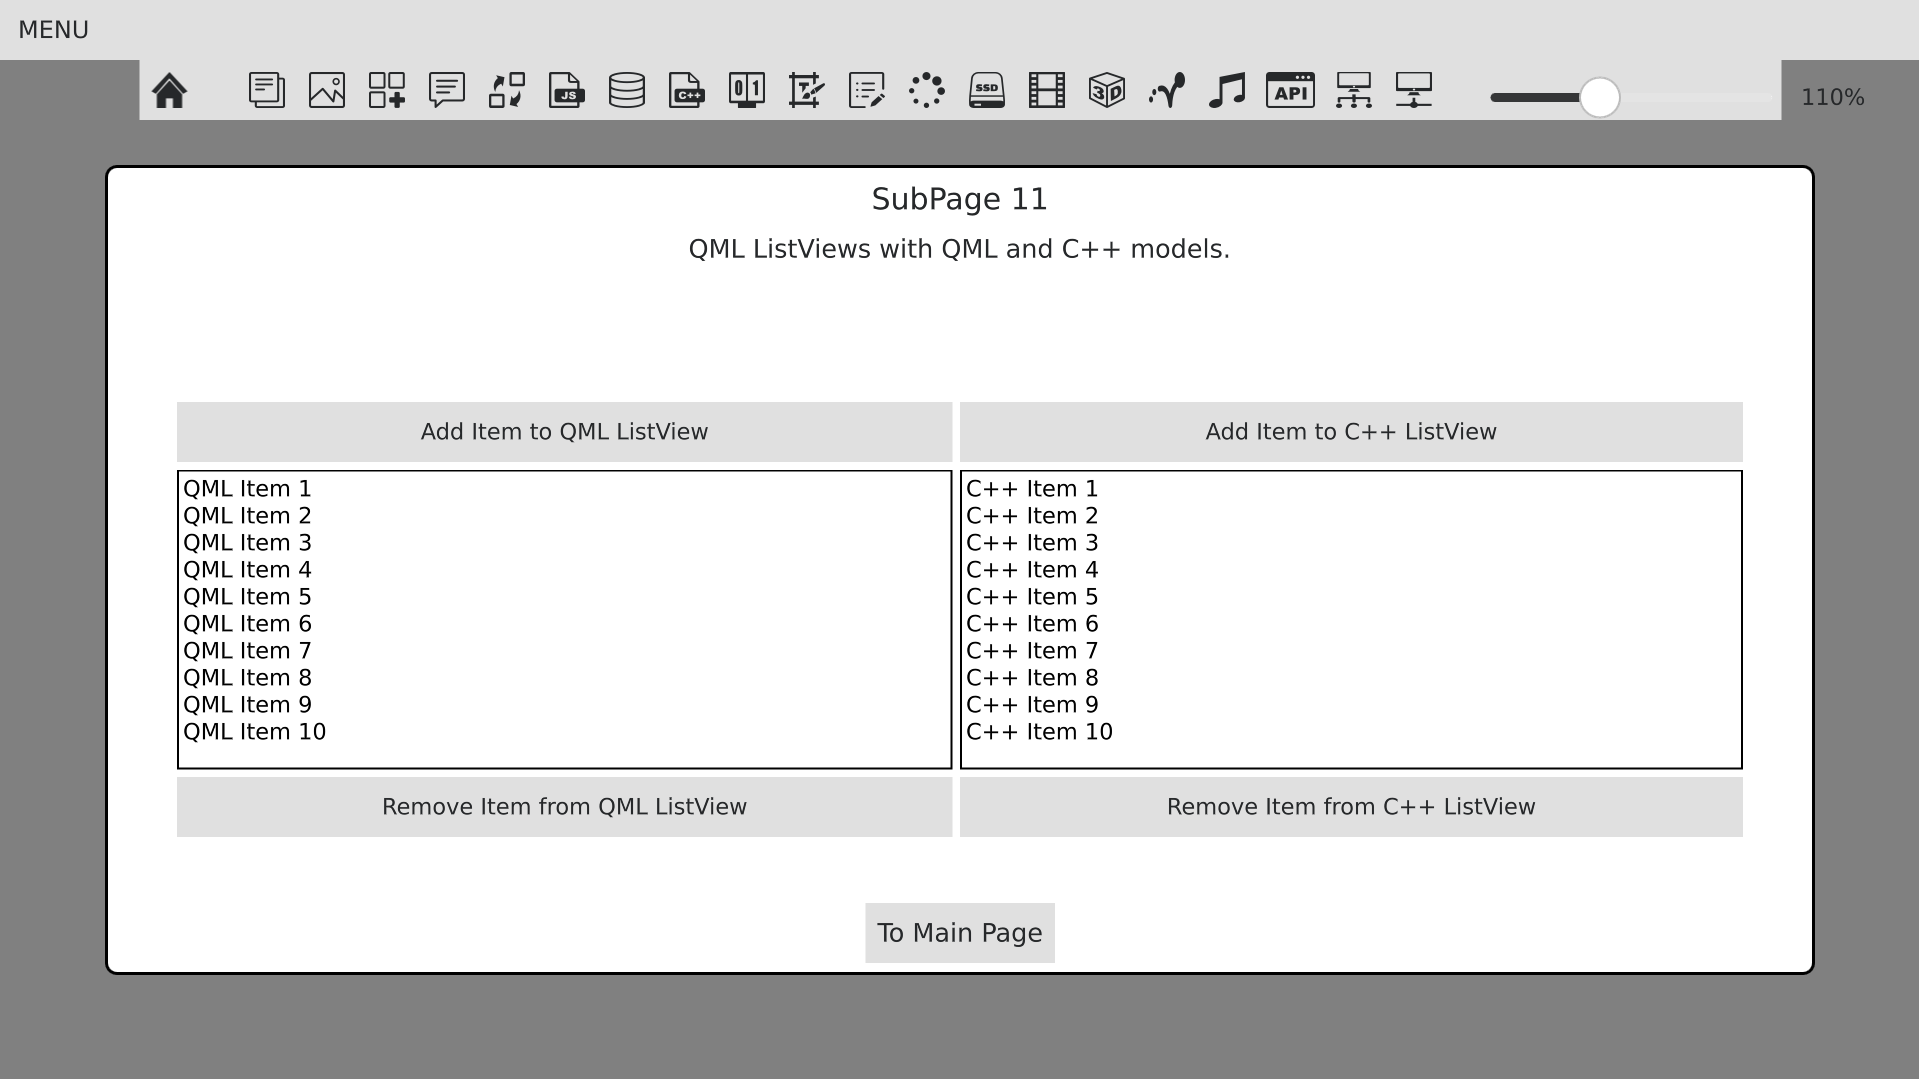 MENU
JS
C++
0 1
T
SSD
3D
API
110%
SubPage 11
QML ListViews with QML and C++ models.
Add Item to QML ListView
Add Item to C++ ListView
QML Item 1
QML Item 2
QML Item 3
QML Item 4
QML Item 5
QML Item 6
QML Item 7
QML Item 8
QML Item 9
QML Item 10
C++ Item 1
C++ Item 2
C++ Item 3
C++ Item 4
C++ Item 5
C++ Item 6
C++ Item 7
C++ Item 8
C++ Item 9
C++ Item 10
Remove Item from QML ListView
Remove Item from C++ ListView
To Main Page